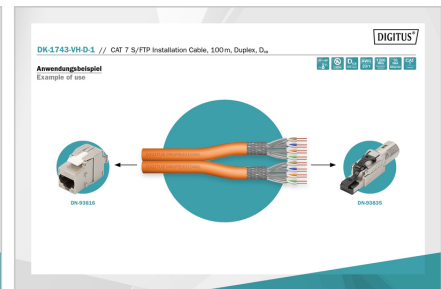 DIGITUS®
DK-1743-VH-D-1 // CAT 7 S/FTP Installation Cable, 100 m, Duplex, Dca
Anwendungsbeispiel
Example of use
DN-93816
DN-93835